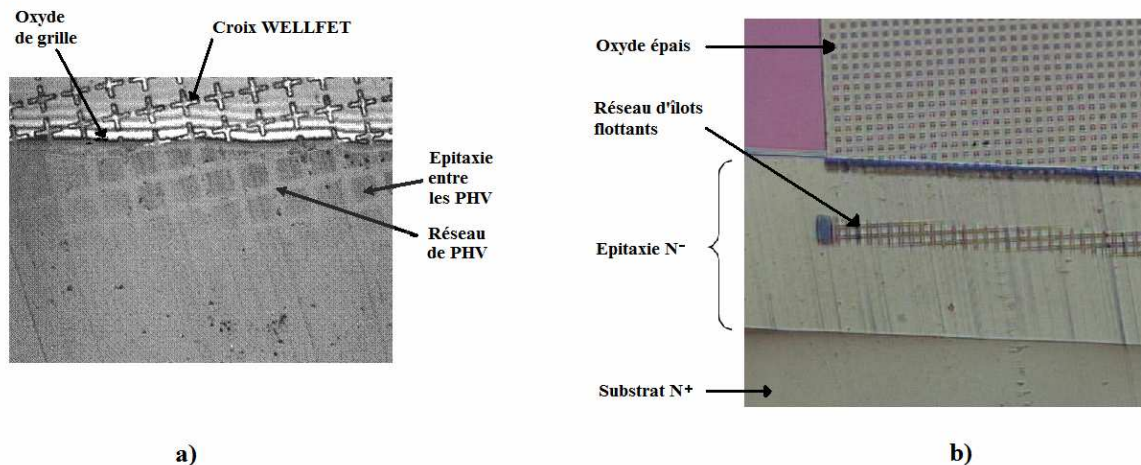 Oxyde
de grille
Croix WELLFET
Epitaxie
entre
les PHV
Réseau
de PHV
a)
Oxyde épais
Réseau d'îlots
flottants
Epitaxie N⁻
Substrat N⁺
b)